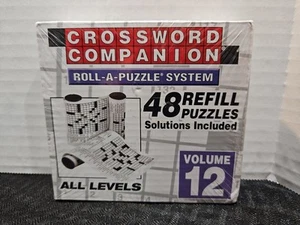 CROSSWORD
COMPANION
ROLL-A-PUZZLE® SYSTEM
48 REFILL
PUZZLES
Solutions Included
ALL LEVELS
VOLUME
12